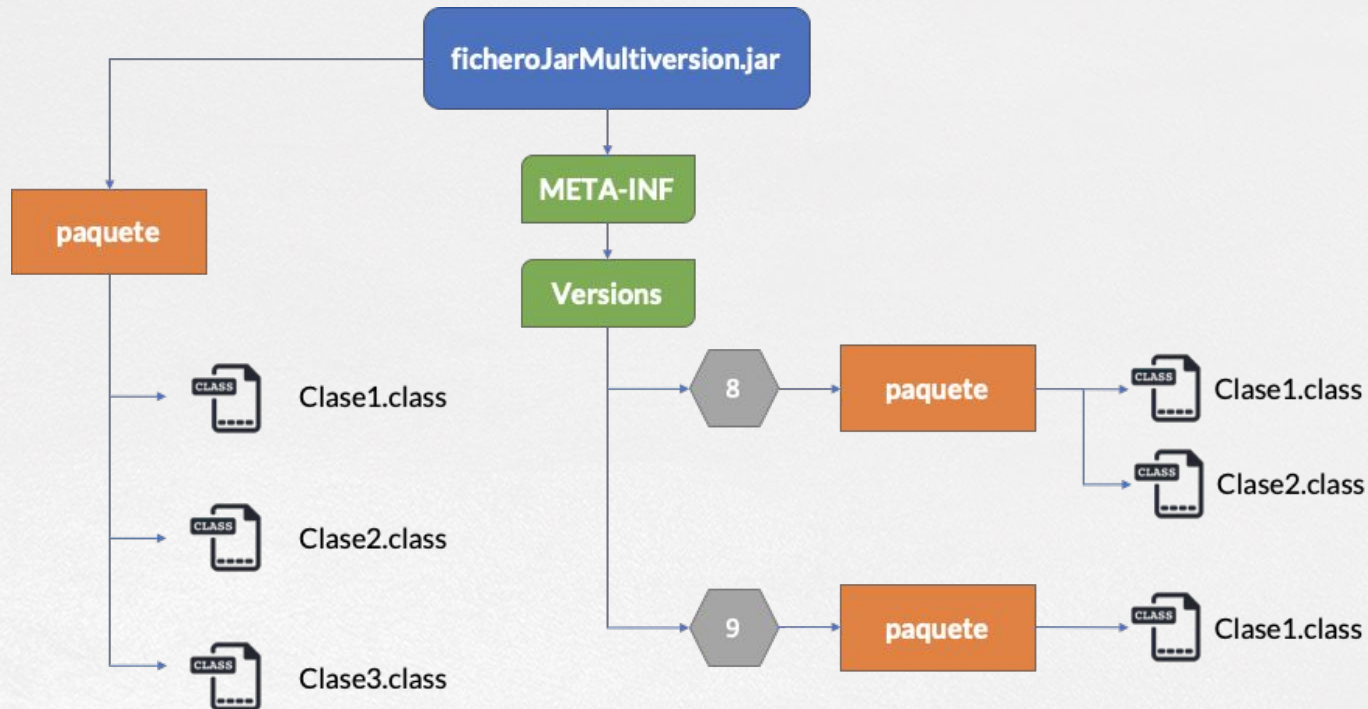 ficheroJarMultiversion.jar
META-INF
Versions
paquete
CLASS
Clase1.class
CLASS
Clase2.class
CLASS
Clase3.class
8
paquete
CLASS
Clase1.class
CLASS
Clase2.class
9
paquete
CLASS
Clase1.class